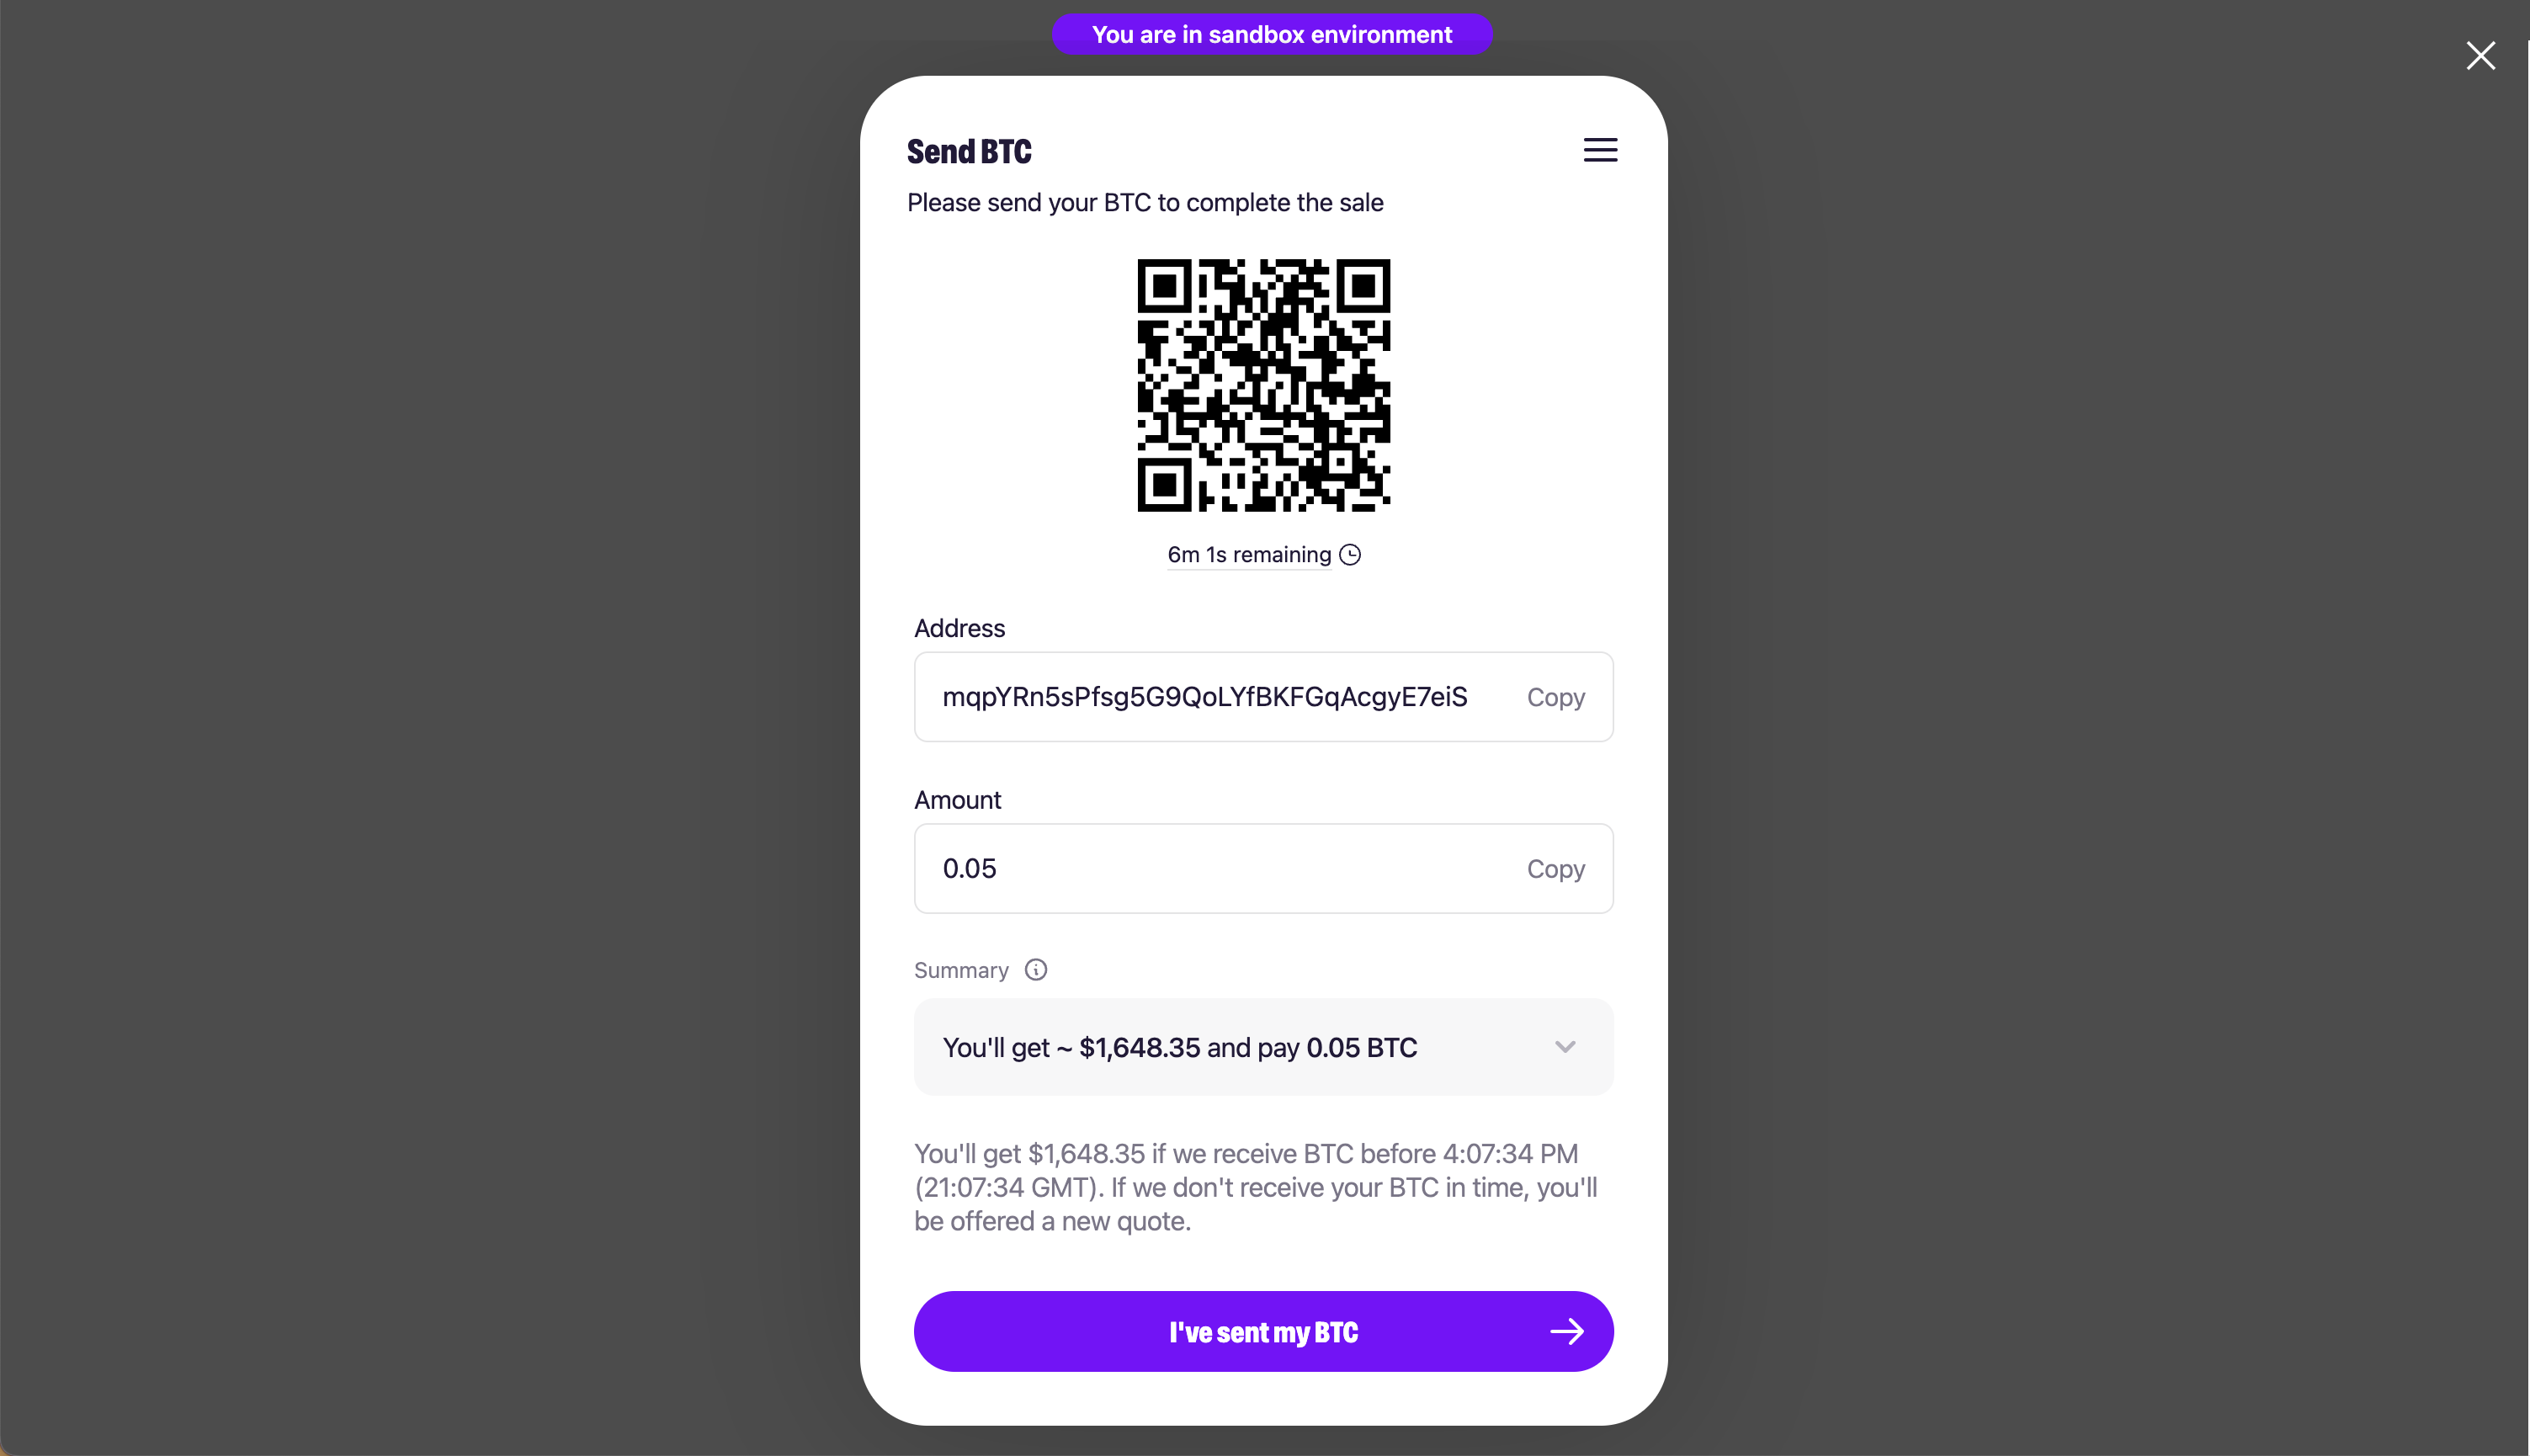 You are in sandbox environment
Send BTC
Please send your BTC to complete the sale
6m 1s remaining
Address
mqpYRn5sPfsg5G9QoLYfBKFGqAcgyE7eiS Copy
Amount
0.05 Copy
Summary
You'll get ~ $1,648.35 and pay 0.05 BTC
You'll get $1,648.35 if we receive BTC before 4:07:34 PM
(21:07:34 GMT). If we don't receive your BTC in time, you'll
be offered a new quote.
I've sent my BTC